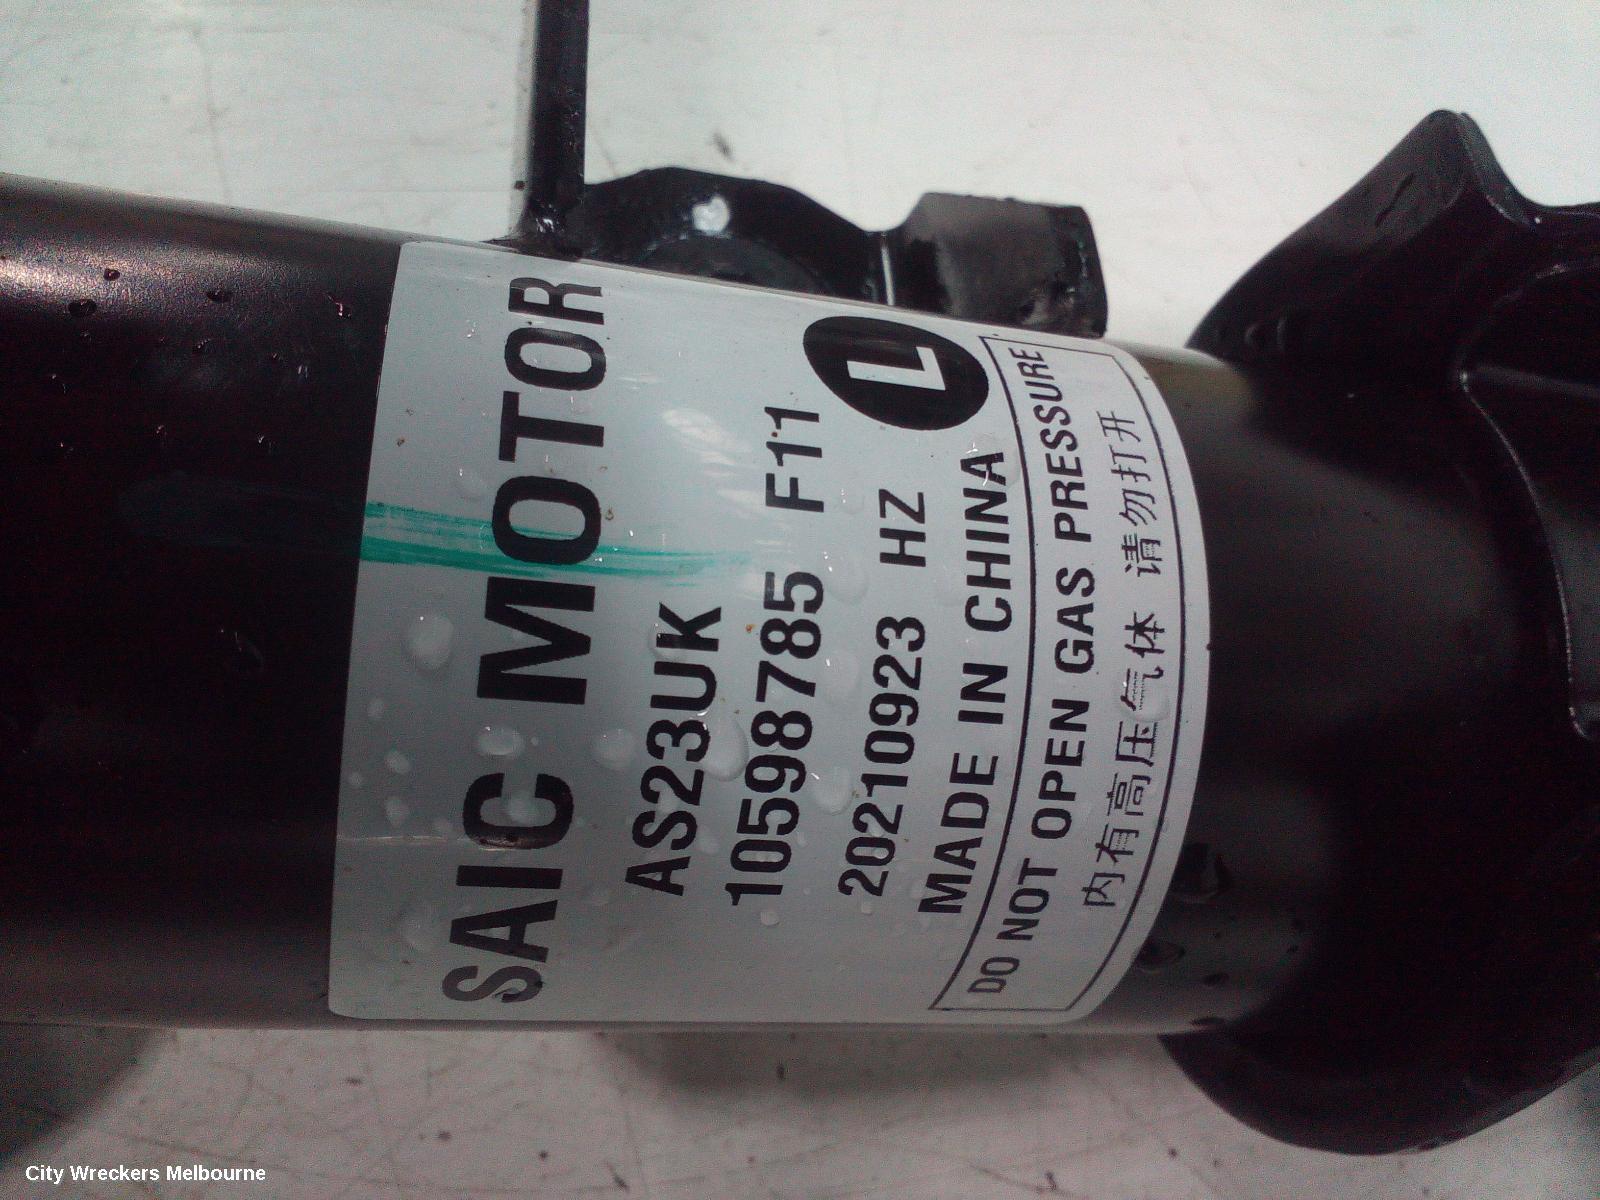 SAIC MOTOR
AS23UK
10598785 F11
20210923 HZ
L
MADE IN CHINA
DO NOT OPEN GAS PRESSURE
内有高压气体 请勿打开
City Wreckers Melbourne